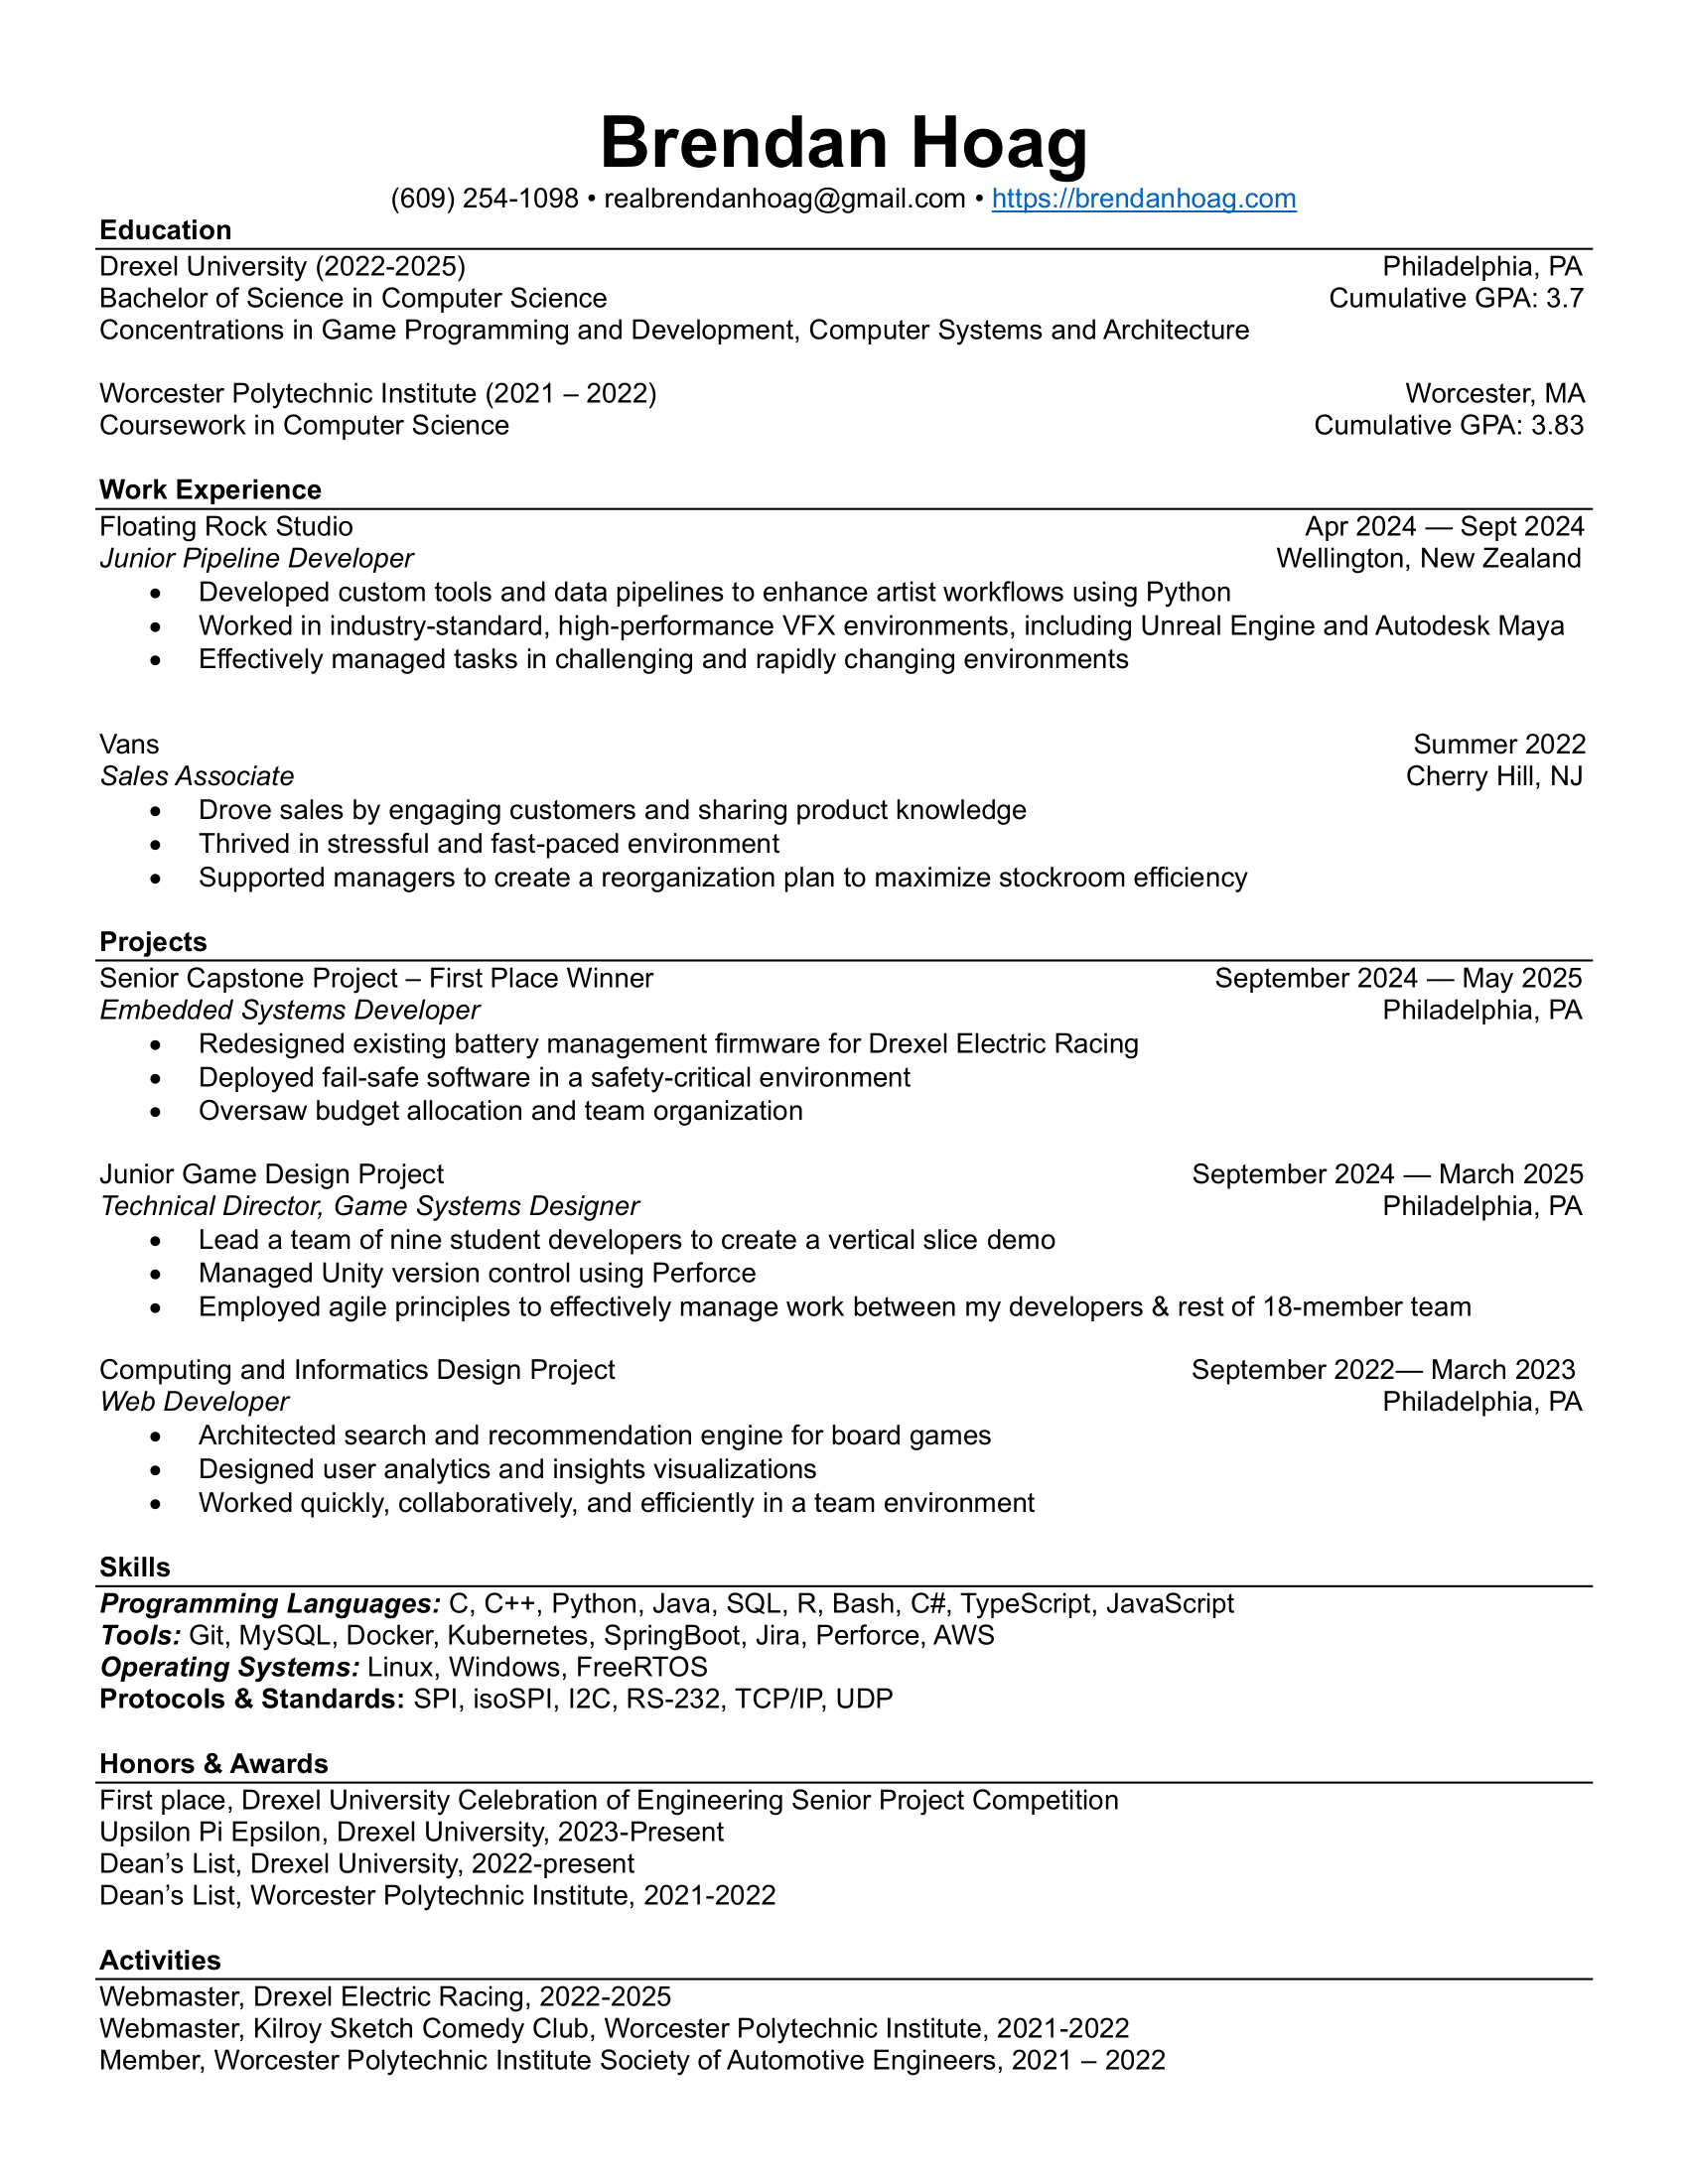 Brendan Hoag
(609) 254-1098 • realbrendanhoag@gmail.com • https://brendanhoag.com
Education
Drexel University (2022-2025) Philadelphia, PA
Bachelor of Science in Computer Science Cumulative GPA: 3.7
Concentrations in Game Programming and Development, Computer Systems and Architecture
Worcester Polytechnic Institute (2021 – 2022) Worcester, MA
Coursework in Computer Science Cumulative GPA: 3.83
Work Experience
Floating Rock Studio Apr 2024 — Sept 2024
Junior Pipeline Developer Wellington, New Zealand
• Developed custom tools and data pipelines to enhance artist workflows using Python
• Worked in industry-standard, high-performance VFX environments, including Unreal Engine and Autodesk Maya
• Effectively managed tasks in challenging and rapidly changing environments
Vans Summer 2022
Sales Associate Cherry Hill, NJ
• Drove sales by engaging customers and sharing product knowledge
• Thrived in stressful and fast-paced environment
• Supported managers to create a reorganization plan to maximize stockroom efficiency
Projects
Senior Capstone Project – First Place Winner September 2024 — May 2025
Embedded Systems Developer Philadelphia, PA
• Redesigned existing battery management firmware for Drexel Electric Racing
• Deployed fail-safe software in a safety-critical environment
• Oversaw budget allocation and team organization
Junior Game Design Project September 2024 — March 2025
Technical Director, Game Systems Designer Philadelphia, PA
• Lead a team of nine student developers to create a vertical slice demo
• Managed Unity version control using Perforce
• Employed agile principles to effectively manage work between my developers & rest of 18-member team
Computing and Informatics Design Project September 2022— March 2023
Web Developer Philadelphia, PA
• Architected search and recommendation engine for board games
• Designed user analytics and insights visualizations
• Worked quickly, collaboratively, and efficiently in a team environment
Skills
Programming Languages: C, C++, Python, Java, SQL, R, Bash, C#, TypeScript, JavaScript
Tools: Git, MySQL, Docker, Kubernetes, SpringBoot, Jira, Perforce, AWS
Operating Systems: Linux, Windows, FreeRTOS
Protocols & Standards: SPI, isoSPI, I2C, RS-232, TCP/IP, UDP
Honors & Awards
First place, Drexel University Celebration of Engineering Senior Project Competition
Upsilon Pi Epsilon, Drexel University, 2023-Present
Dean’s List, Drexel University, 2022-present
Dean’s List, Worcester Polytechnic Institute, 2021-2022
Activities
Webmaster, Drexel Electric Racing, 2022-2025
Webmaster, Kilroy Sketch Comedy Club, Worcester Polytechnic Institute, 2021-2022
Member, Worcester Polytechnic Institute Society of Automotive Engineers, 2021 – 2022